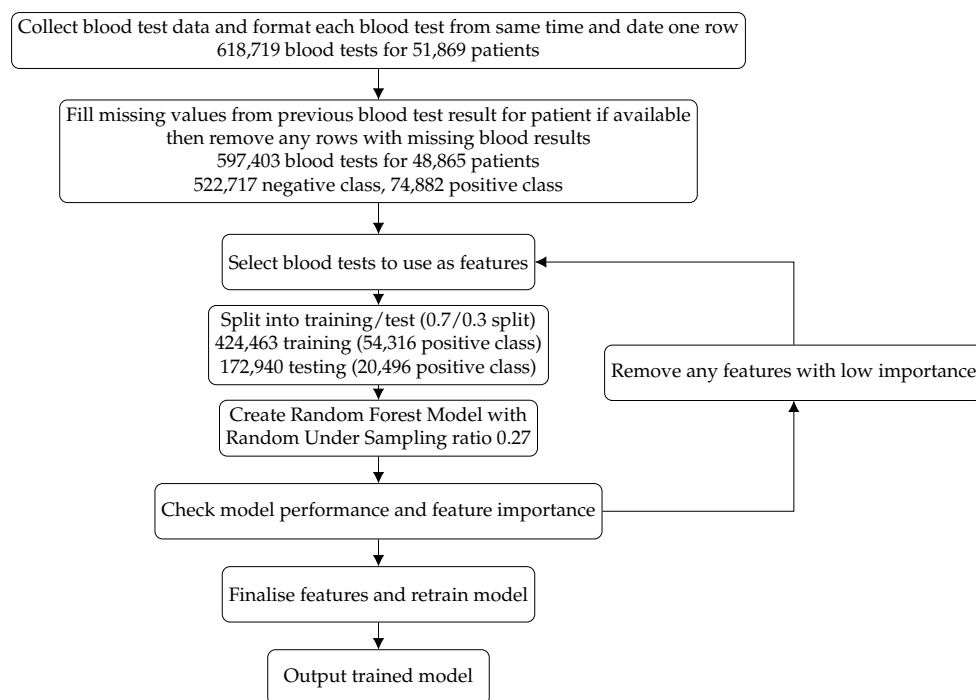 Collect blood test data and format each blood test from same time and date one row
618,719 blood tests for 51,869 patients
Fill missing values from previous blood test result for patient if available
then remove any rows with missing blood results
597,403 blood tests for 48,865 patients
522,717 negative class, 74,882 positive class
Select blood tests to use as features
Split into training/test (0.7/0.3 split)
424,463 training (54,316 positive class)
172,940 testing (20,496 positive class)
Remove any features with low importance
Create Random Forest Model with
Random Under Sampling ratio 0.27
Check model performance and feature importance
Finalise features and retrain model
Output trained model